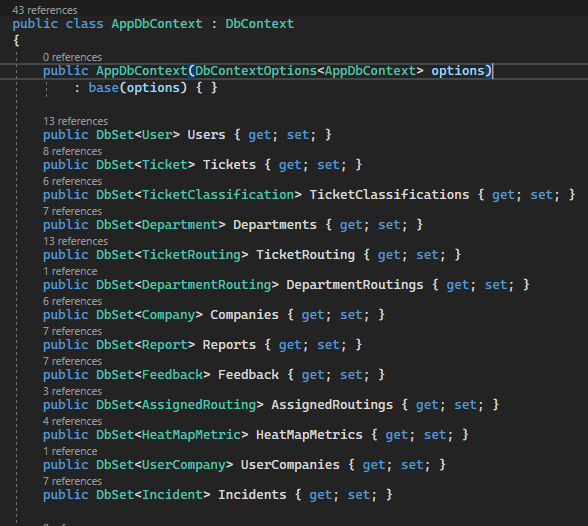 43 references
public class AppDbContext : DbContext
{
0 references
public AppDbContext(DbContextOptions<AppDbContext> options)
: base(options) { }
13 references
public DbSet<User> Users { get; set; }
8 references
public DbSet<Ticket> Tickets { get; set; }
6 references
public DbSet<TicketClassification> TicketClassifications { get; set; }
7 references
public DbSet<Department> Departments { get; set; }
13 references
public DbSet<TicketRouting> TicketRouting { get; set; }
1 reference
public DbSet<DepartmentRouting> DepartmentRoutings { get; set; }
6 references
public DbSet<Company> Companies { get; set; }
7 references
public DbSet<Report> Reports { get; set; }
7 references
public DbSet<Feedback> Feedback { get; set; }
3 references
public DbSet<AssignedRouting> AssignedRoutings { get; set; }
4 references
public DbSet<HeatMapMetric> HeatMapMetrics { get; set; }
1 reference
public DbSet<UserCompany> UserCompanies { get; set; }
7 references
public DbSet<Incident> Incidents { get; set; }